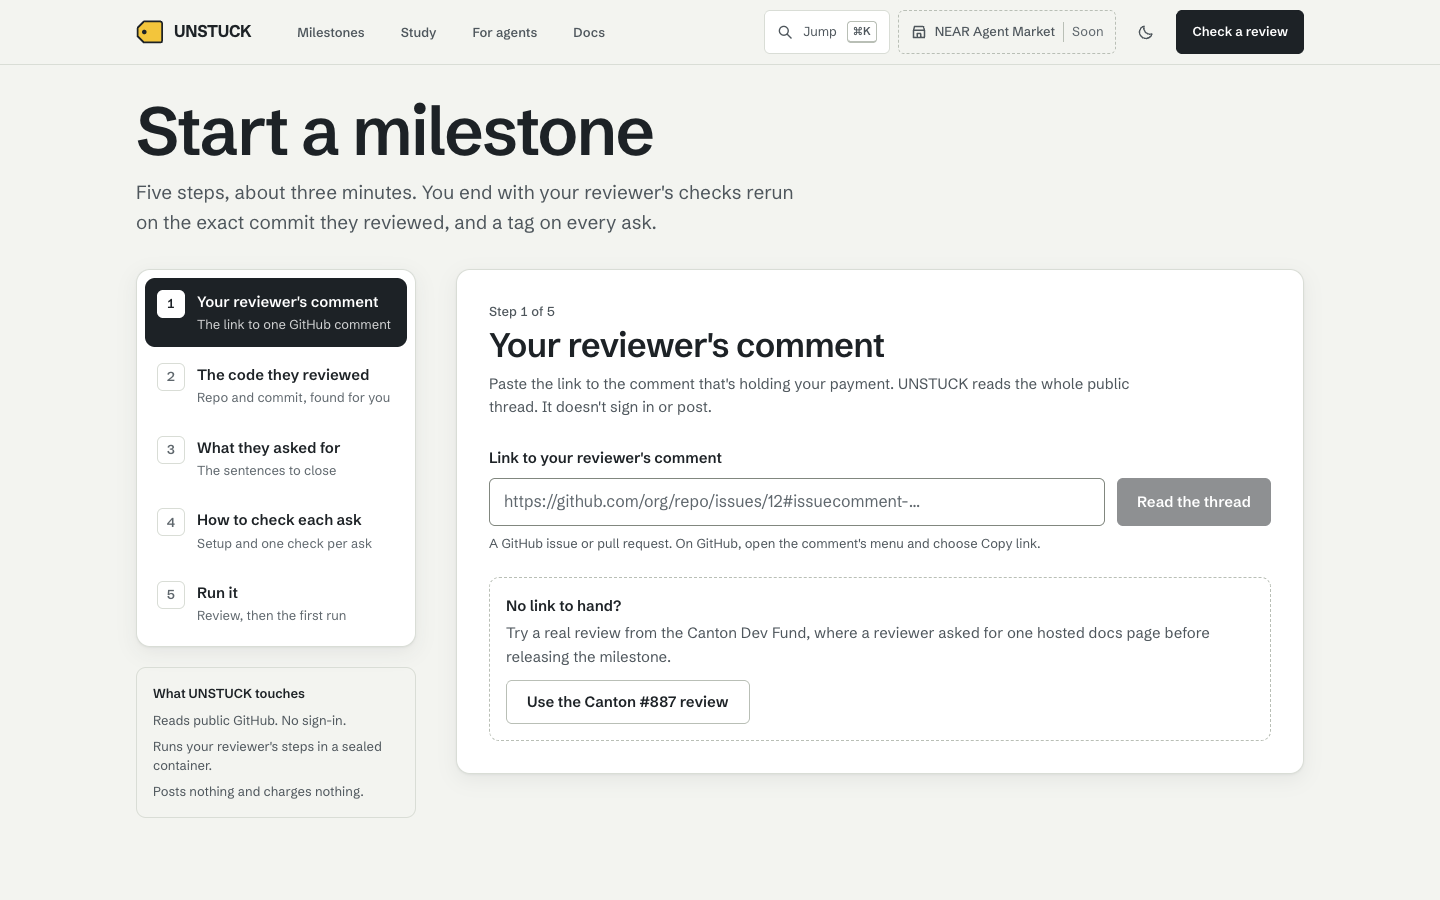 UNSTUCK
Milestones
Study
For agents
Docs
Jump ⌘K
NEAR Agent Market | Soon
Check a review
Start a milestone
Five steps, about three minutes. You end with your reviewer's checks rerun
on the exact commit they reviewed, and a tag on every ask.
1
Your reviewer's comment
The link to one GitHub comment
2
The code they reviewed
Repo and commit, found for you
3
What they asked for
The sentences to close
4
How to check each ask
Setup and one check per ask
5
Run it
Review, then the first run
What UNSTUCK touches
Reads public GitHub. No sign-in.
Runs your reviewer's steps in a sealed
container.
Posts nothing and charges nothing.
Step 1 of 5
Your reviewer's comment
Paste the link to the comment that's holding your payment. UNSTUCK reads the whole public
thread. It doesn't sign in or post.
Link to your reviewer's comment
https://github.com/org/repo/issues/12#issuecomment-...
Read the thread
A GitHub issue or pull request. On GitHub, open the comment's menu and choose Copy link.
No link to hand?
Try a real review from the Canton Dev Fund, where a reviewer asked for one hosted docs page before
releasing the milestone.
Use the Canton #887 review